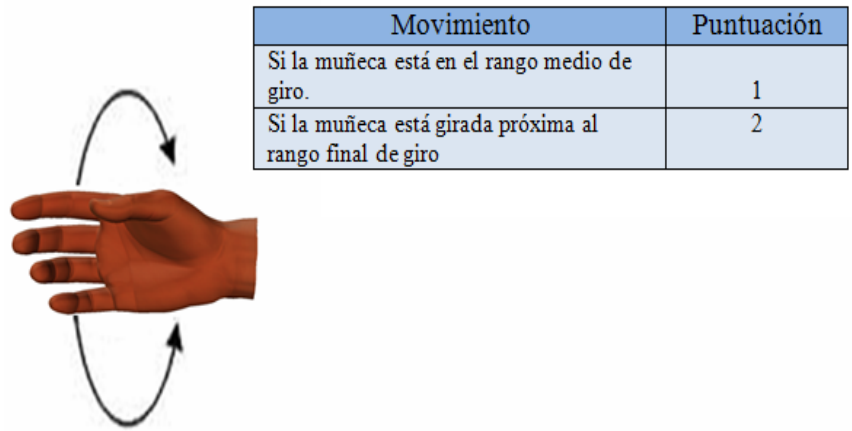 Movimiento Puntuación
Si la muñeca está en el rango medio de
giro. 1
Si la muñeca está girada próxima al 2
rango final de giro